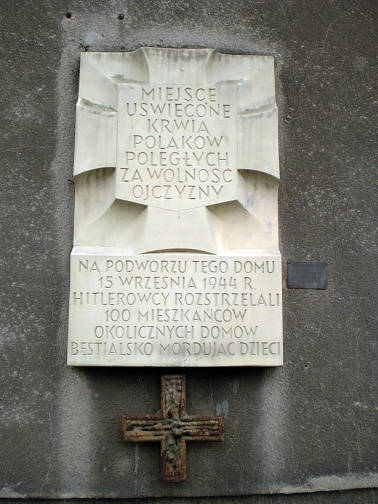 MIEJSCE
UŚWIĘCONE
KRWIĄ
POLAKÓW
POLEGŁYCH
ZA WOLNOŚĆ
OJCZYZNY
NA PODWÓRZU TEGO DOMU
15 WRZEŚNIA 1944 R.
HITLEROWCY ROZSTRZELALI
100 MIESZKAŃCÓW
OKOLICZNYCH DOMÓW
BESTIALSKO MORDUJĄC DZIECI